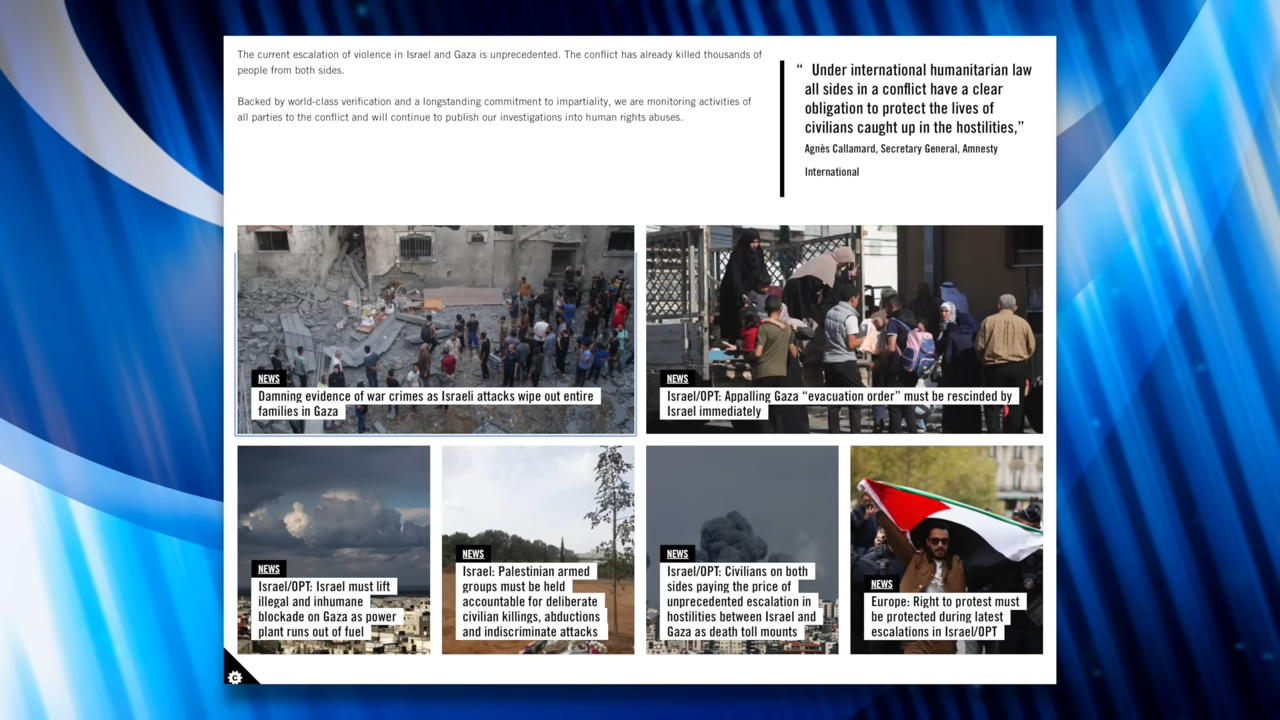 The current escalation of violence in Israel and Gaza is unprecedented. The conflict has already killed thousands of
people from both sides.
Backed by world-class verification and a longstanding commitment to impartiality, we are monitoring activities of
all parties to the conflict and will continue to publish our investigations into human rights abuses.
“ Under international humanitarian law
all sides in a conflict have a clear
obligation to protect the lives of
civilians caught up in the hostilities,”
Agnès Callamard, Secretary General, Amnesty
International
NEWS
Damning evidence of war crimes as Israeli attacks wipe out entire
families in Gaza
NEWS
Israel/OPT: Appalling Gaza “evacuation order” must be rescinded by
Israel immediately
NEWS
Israel/OPT: Israel must lift
illegal and inhumane
blockade on Gaza as power
plant runs out of fuel
NEWS
Israel: Palestinian armed
groups must be held
accountable for deliberate
civilian killings, abductions
and indiscriminate attacks
NEWS
Israel/OPT: Civilians on both
sides paying the price of
unprecedented escalation in
hostilities between Israel and
Gaza as death toll mounts
NEWS
Europe: Right to protest must
be protected during latest
escalations in Israel/OPT